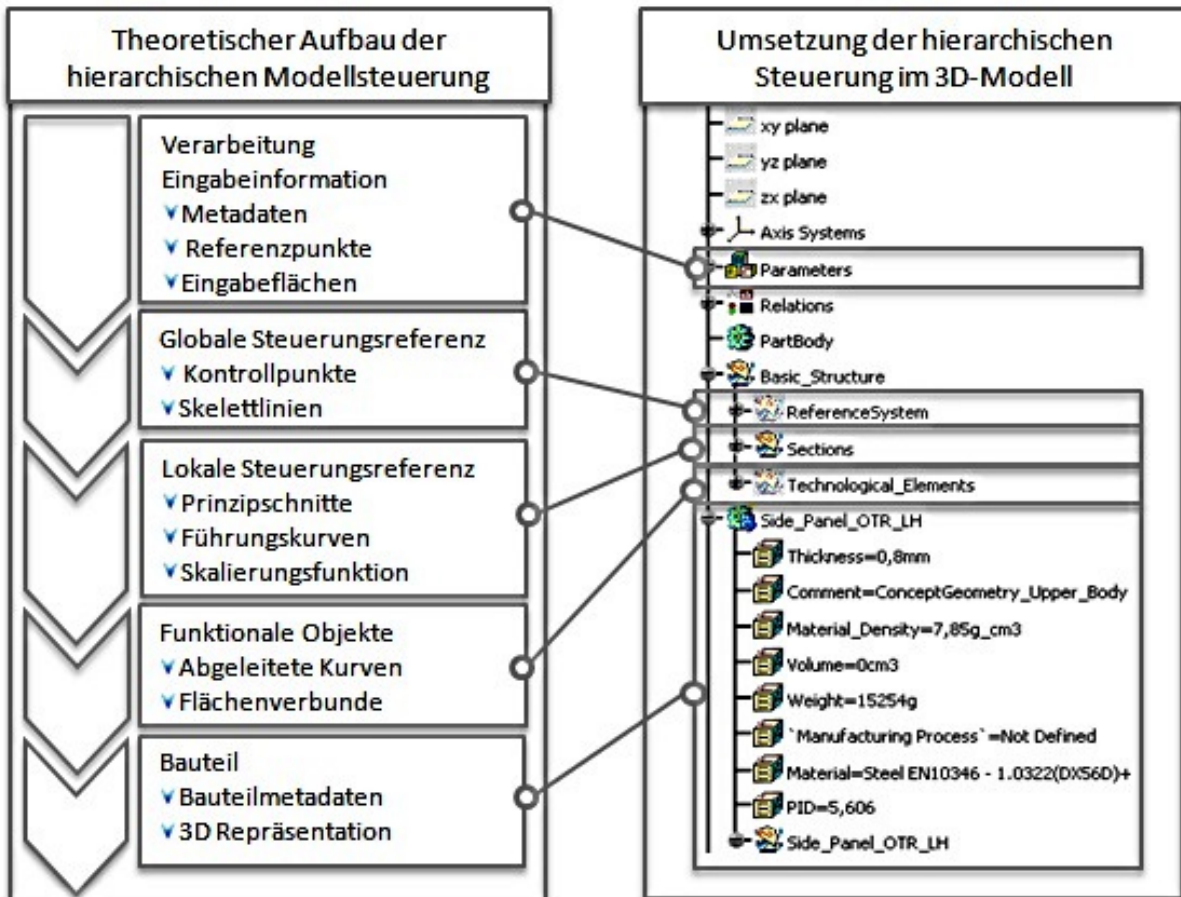 Theoretischer Aufbau der
hierarchischen Modellsteuerung
Verarbeitung
Eingabeinformation
Metadaten
Referenzpunkte
Eingabeflächen
Globale Steuerungsreferenz
Kontrollpunkte
Skelettlinien
Lokale Steuerungsreferenz
Prinzipschnitte
Führungskurven
Skalierungsfunktion
Funktionale Objekte
Abgeleitete Kurven
Flächenverbunde
Bauteil
Bauteilmetadaten
3D Repräsentation
Umsetzung der hierarchischen
Steuerung im 3D-Modell
xy plane
yz plane
zx plane
Axis Systems
Parameters
Relations
PartBody
Basic_Structure
ReferenceSystem
Sections
Technological_Elements
Side_Panel_OTR_LH
Thickness=0,8mm
Comment=ConceptGeometry_Upper_Body
Material_Density=7,85g_cm3
Volume=0cm3
Weight=15254g
`Manufacturing Process`=Not Defined
Material=Steel EN10346 - 1.0322(DX56D)+
PID=5,606
Side_Panel_OTR_LH